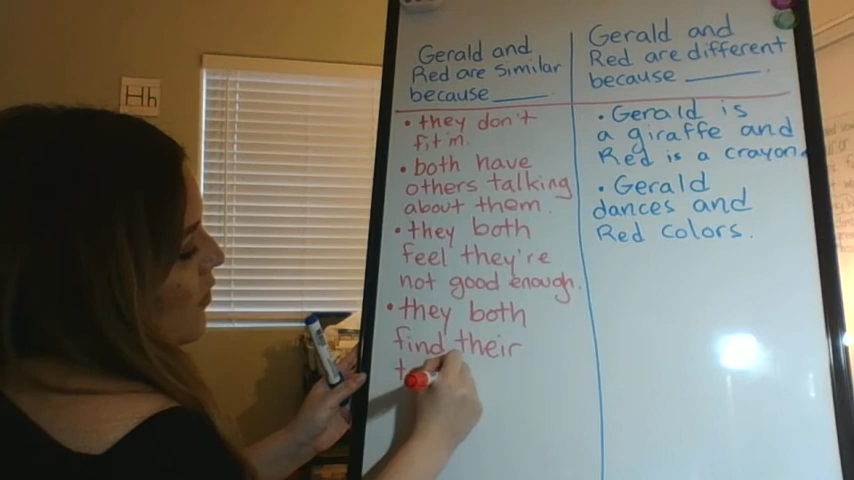 Hh
Gerald and
Red are similar
because ____.
• they don't
fit in.
• both have
others talking
about them.
• they both
feel they're
not good enough.
• they both
find their
t
Gerald and
Red are different
because ____.
• Gerald is
a giraffe and
Red is a crayon.
• Gerald
dances and
Red colors.